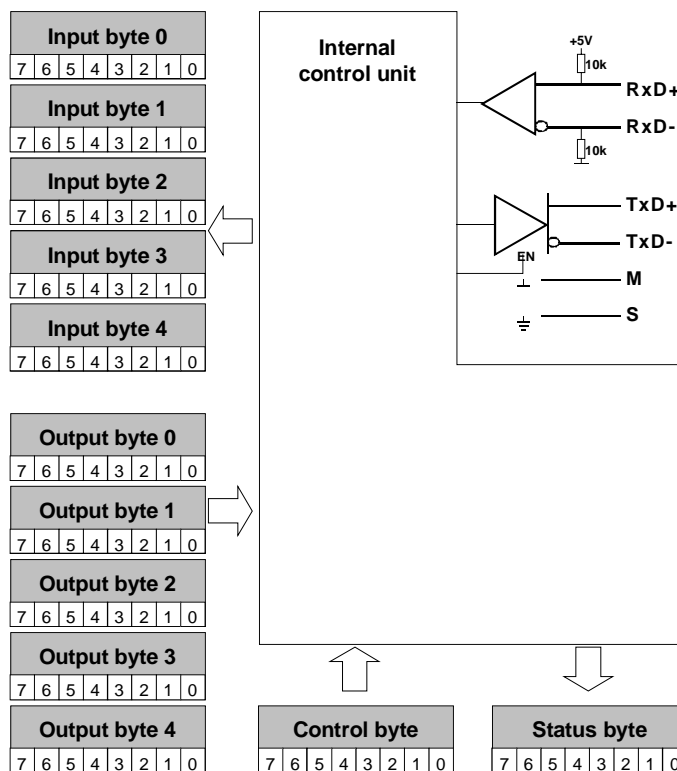 Input byte 0
7 6 5 4 3 2 1 0
Input byte 1
7 6 5 4 3 2 1 0
Input byte 2
7 6 5 4 3 2 1 0
Input byte 3
7 6 5 4 3 2 1 0
Input byte 4
7 6 5 4 3 2 1 0
Output byte 0
7 6 5 4 3 2 1 0
Output byte 1
7 6 5 4 3 2 1 0
Output byte 2
7 6 5 4 3 2 1 0
Output byte 3
7 6 5 4 3 2 1 0
Output byte 4
7 6 5 4 3 2 1 0
Internal
control unit
+5V
10k
RxD+
RxD-
10k
TxD+
TxD-
EN
M
S
Control byte
7 6 5 4 3 2 1 0
Status byte
7 6 5 4 3 2 1 0